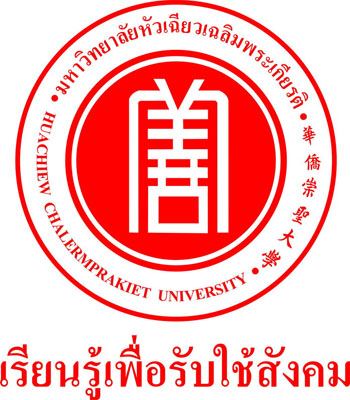 มหาวิทยาลัยหัวเฉียวเฉลิมพระเกียรติ
華僑崇聖大學
HUACHIEW CHALERMPRAKIET UNIVERSITY
善
เรียนรู้เพื่อรับใช้สังคม